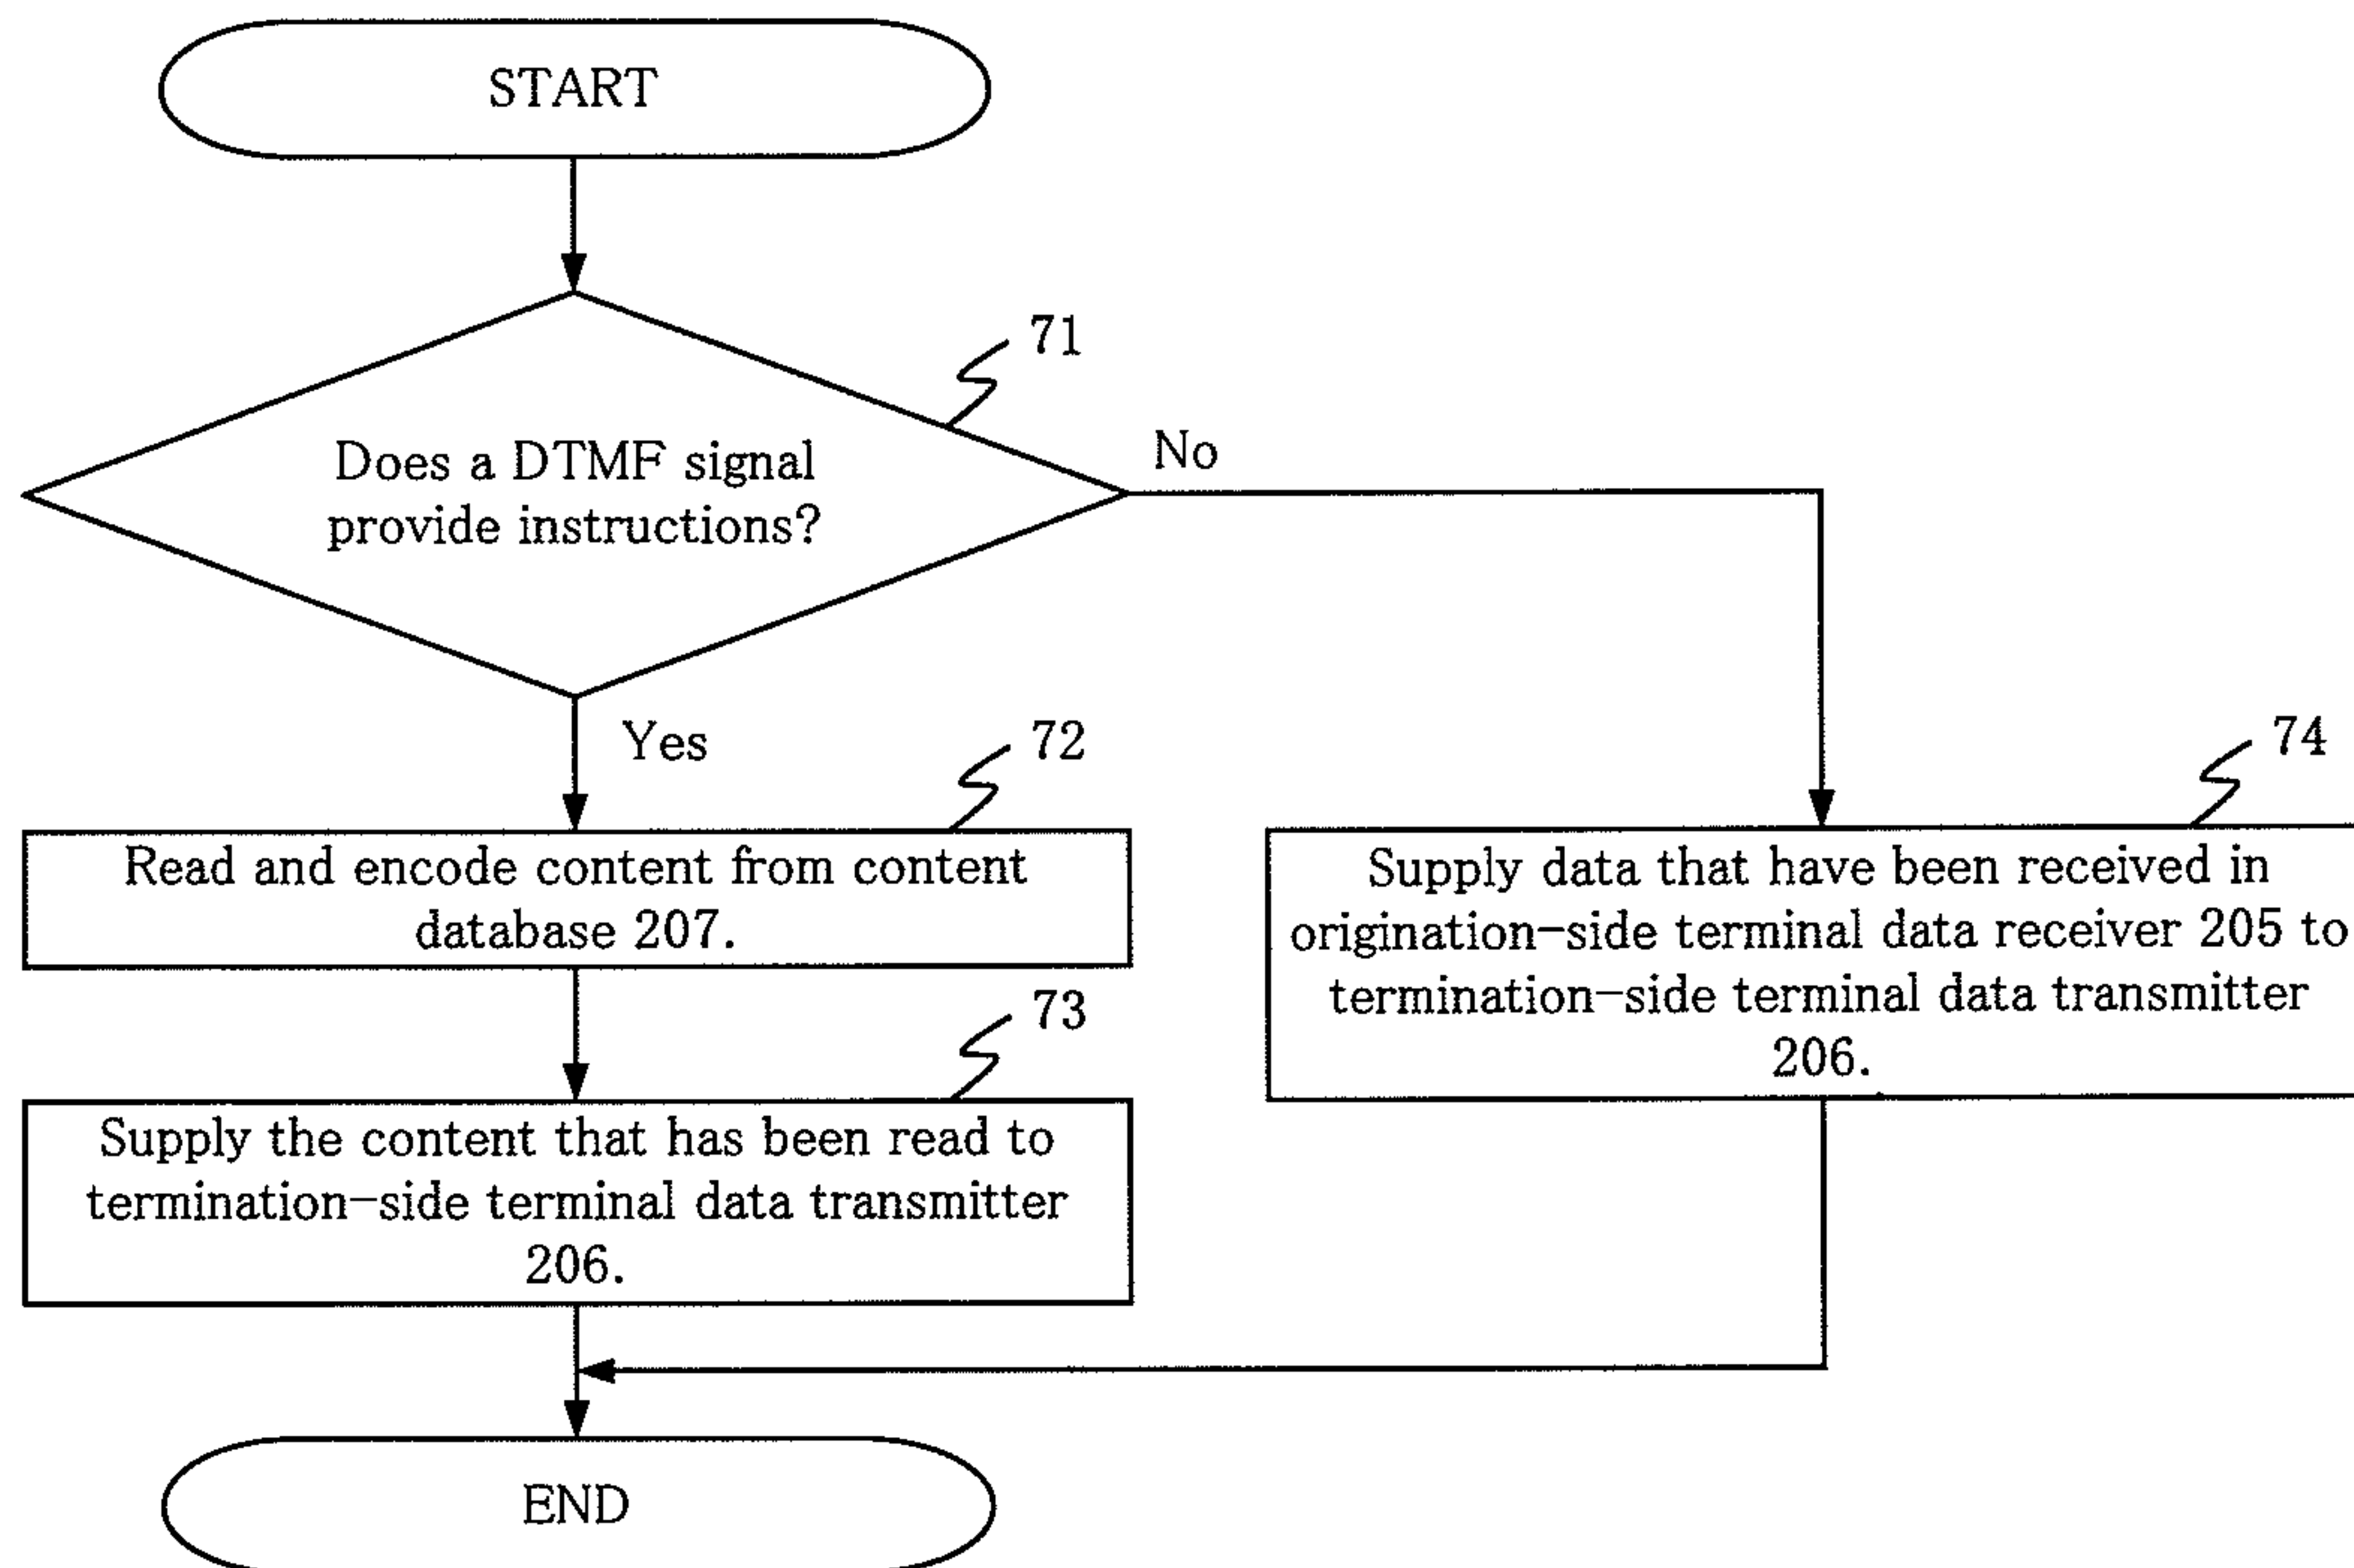 START
71
Does a DTMF signal
provide instructions?
No
Yes
72
Read and encode content from content
database 207.
74
Supply data that have been received in
origination-side terminal data receiver 205 to
termination-side terminal data transmitter
206.
73
Supply the content that has been read to
termination-side terminal data transmitter
206.
END